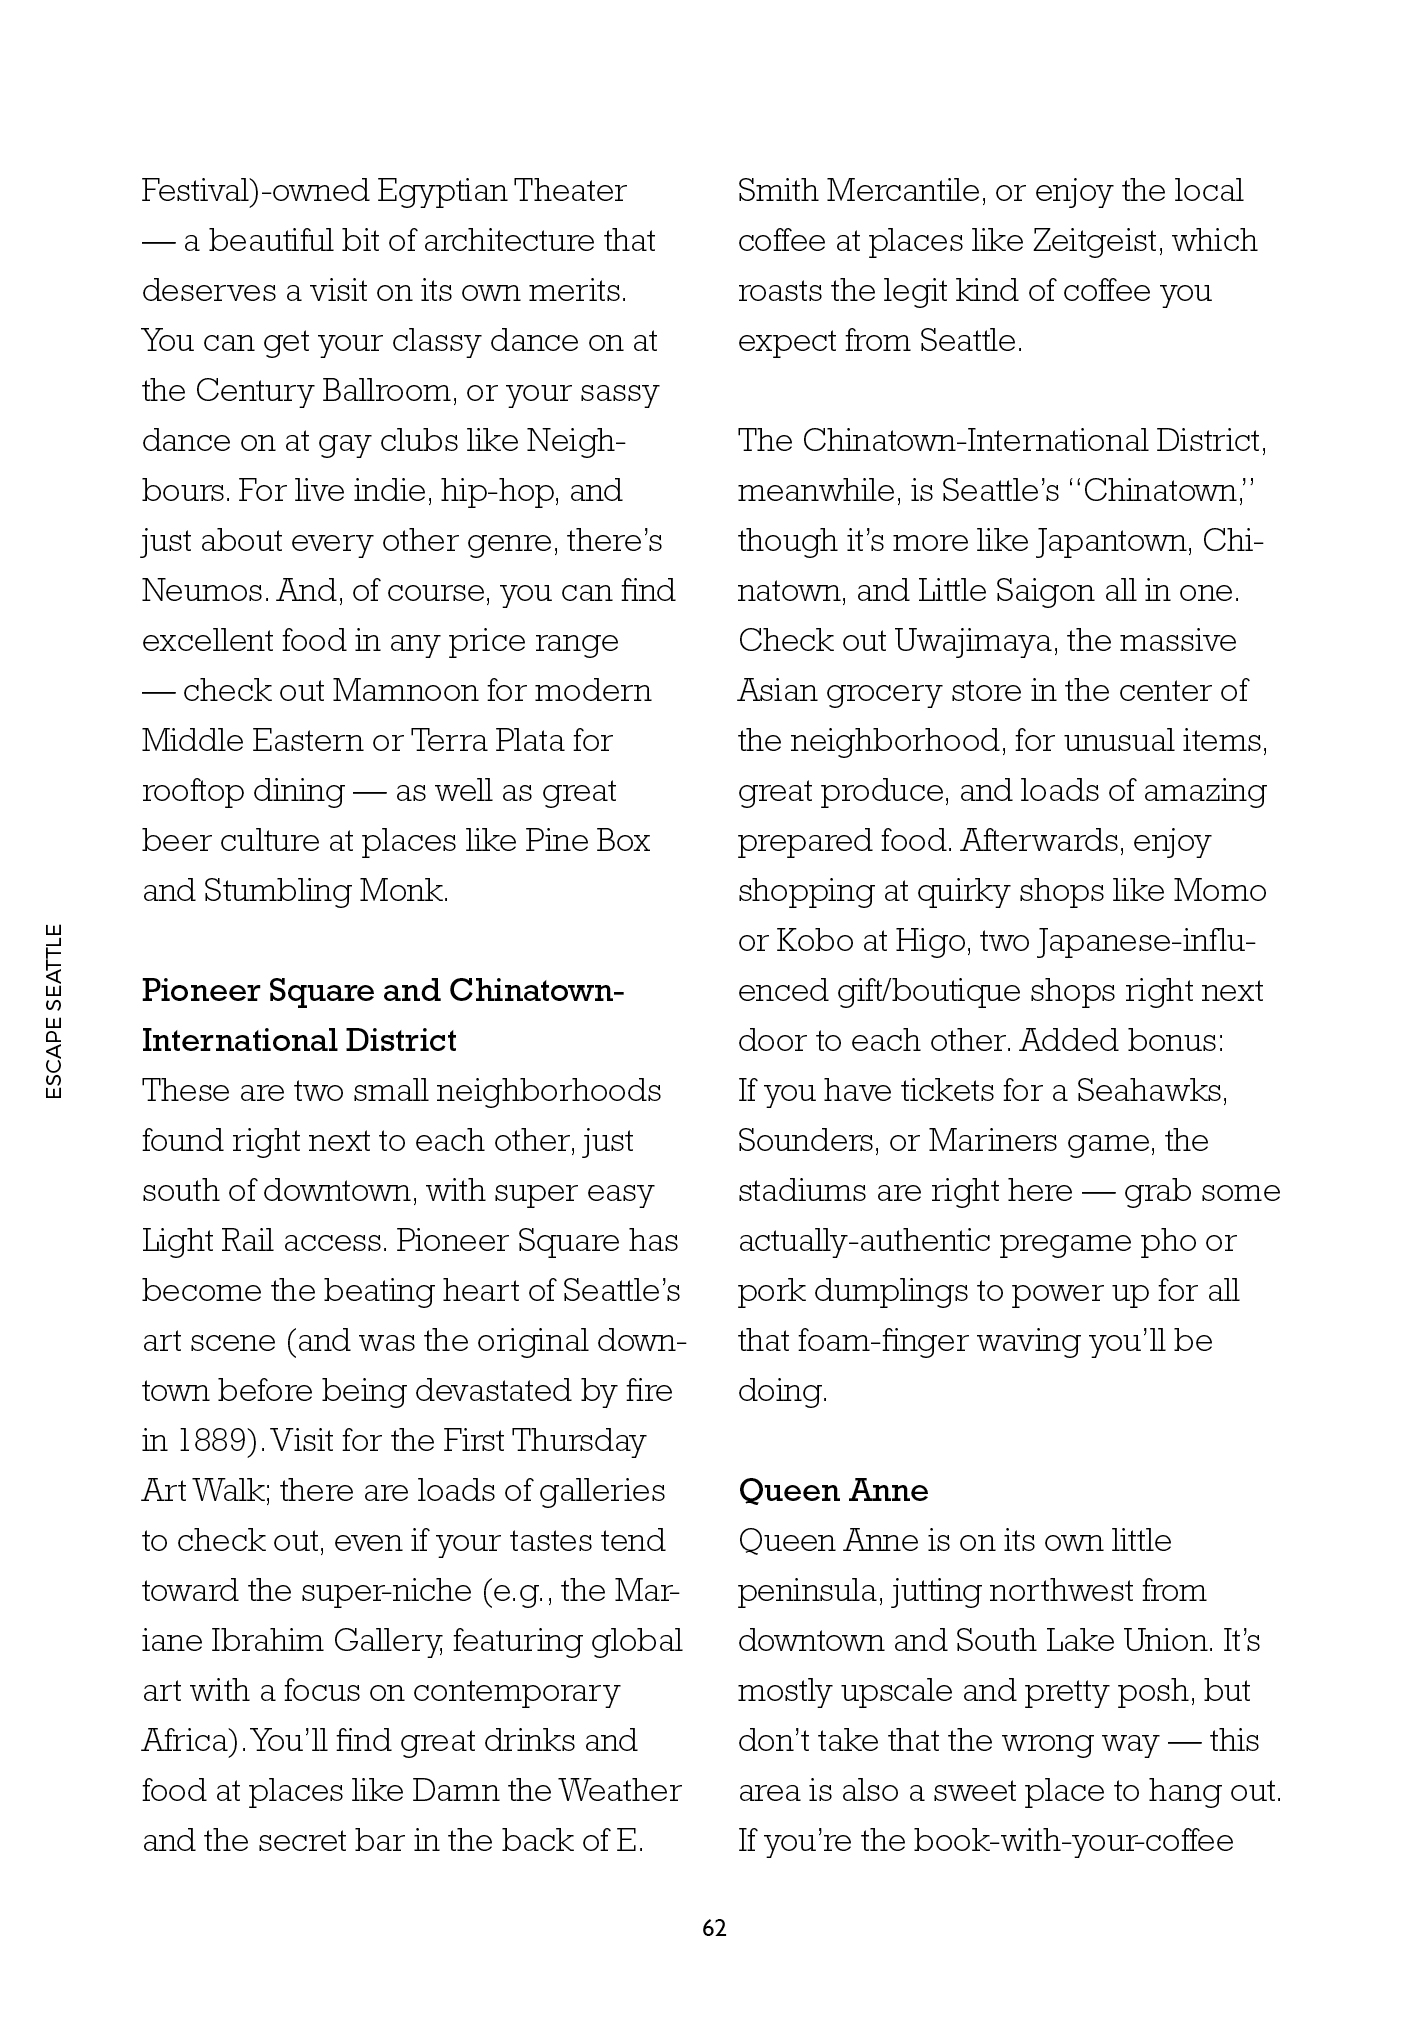 Festival)-owned Egyptian Theater
— a beautiful bit of architecture that
deserves a visit on its own merits.
You can get your classy dance on at
the Century Ballroom, or your sassy
dance on at gay clubs like Neigh-
bours. For live indie, hip-hop, and
just about every other genre, there’s
Neumos. And, of course, you can find
excellent food in any price range
— check out Mamnoon for modern
Middle Eastern or Terra Plata for
rooftop dining — as well as great
beer culture at places like Pine Box
and Stumbling Monk.
Pioneer Square and Chinatown-
International District
These are two small neighborhoods
found right next to each other, just
south of downtown, with super easy
Light Rail access. Pioneer Square has
become the beating heart of Seattle’s
art scene (and was the original down-
town before being devastated by fire
in 1889). Visit for the First Thursday
Art Walk; there are loads of galleries
to check out, even if your tastes tend
toward the super-niche (e.g., the Mar-
iane Ibrahim Gallery, featuring global
art with a focus on contemporary
Africa). You’ll find great drinks and
food at places like Damn the Weather
and the secret bar in the back of E.
Smith Mercantile, or enjoy the local
coffee at places like Zeitgeist, which
roasts the legit kind of coffee you
expect from Seattle.
The Chinatown-International District,
meanwhile, is Seattle’s “Chinatown,”
though it’s more like Japantown, Chi-
natown, and Little Saigon all in one.
Check out Uwajimaya, the massive
Asian grocery store in the center of
the neighborhood, for unusual items,
great produce, and loads of amazing
prepared food. Afterwards, enjoy
shopping at quirky shops like Momo
or Kobo at Higo, two Japanese-influ-
enced gift/boutique shops right next
door to each other. Added bonus:
If you have tickets for a Seahawks,
Sounders, or Mariners game, the
stadiums are right here — grab some
actually-authentic pregame pho or
pork dumplings to power up for all
that foam-finger waving you’ll be
doing.
Queen Anne
Queen Anne is on its own little
peninsula, jutting northwest from
downtown and South Lake Union. It’s
mostly upscale and pretty posh, but
don’t take that the wrong way — this
area is also a sweet place to hang out.
If you’re the book-with-your-coffee
ESCAPE SEATTLE
62